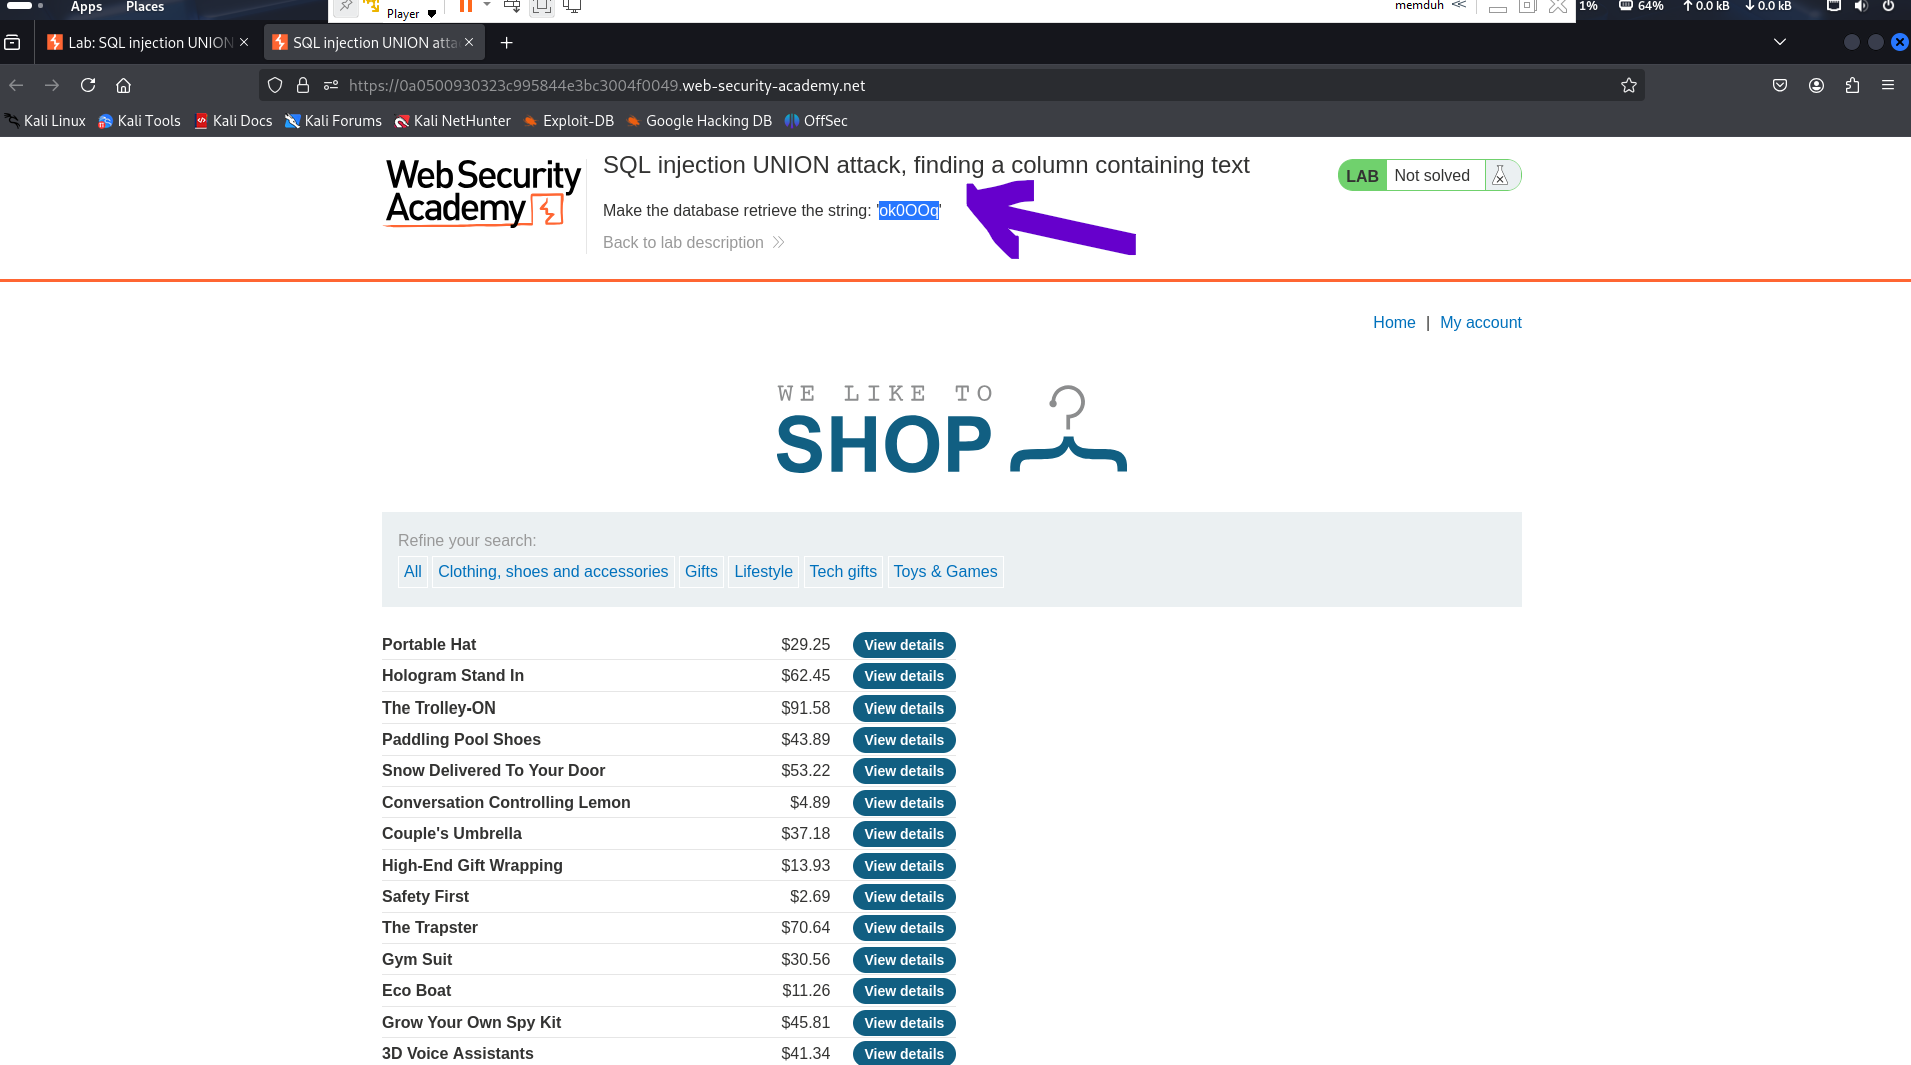 Apps Places
Player
memduh
1% 64% 0.0 kB 0.0 kB
Lab: SQL injection UNION
SQL injection UNION atta
https://0a0500930323c995844e3bc3004f0049.web-security-academy.net
Kali Linux Kali Tools Kali Docs Kali Forums Kali NetHunter Exploit-DB Google Hacking DB OffSec
WebSecurity
Academy
SQL injection UNION attack, finding a column containing text
LAB Not solved
Make the database retrieve the string: 'ok0OOq'
Back to lab description
Home | My account
WE LIKE TO
SHOP
Refine your search:
All Clothing, shoes and accessories Gifts Lifestyle Tech gifts Toys & Games
Portable Hat $29.25 View details
Hologram Stand In $62.45 View details
The Trolley-ON $91.58 View details
Paddling Pool Shoes $43.89 View details
Snow Delivered To Your Door $53.22 View details
Conversation Controlling Lemon $4.89 View details
Couple's Umbrella $37.18 View details
High-End Gift Wrapping $13.93 View details
Safety First $2.69 View details
The Trapster $70.64 View details
Gym Suit $30.56 View details
Eco Boat $11.26 View details
Grow Your Own Spy Kit $45.81 View details
3D Voice Assistants $41.34 View details